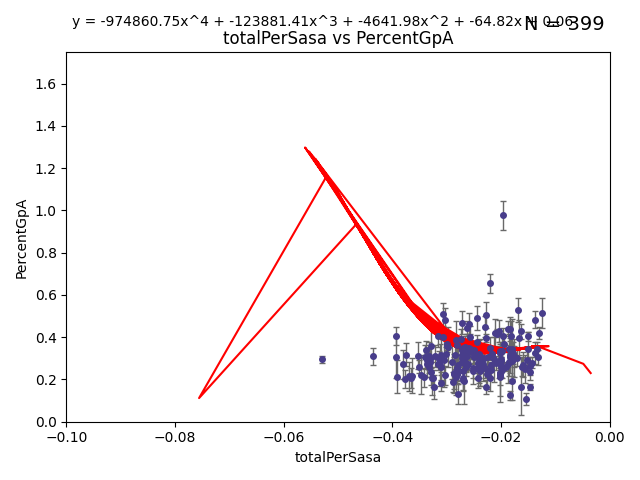 y = -974860.75x^4 + -123881.41x^3 + -4641.98x^2 + -64.82x + 0.06
N = 399
totalPerSasa vs PercentGpA
1.6
1.4
1.2
1.0
0.8
0.6
0.4
0.2
0.0
PercentGpA
−0.10 −0.08 −0.06 −0.04 −0.02 0.00
totalPerSasa